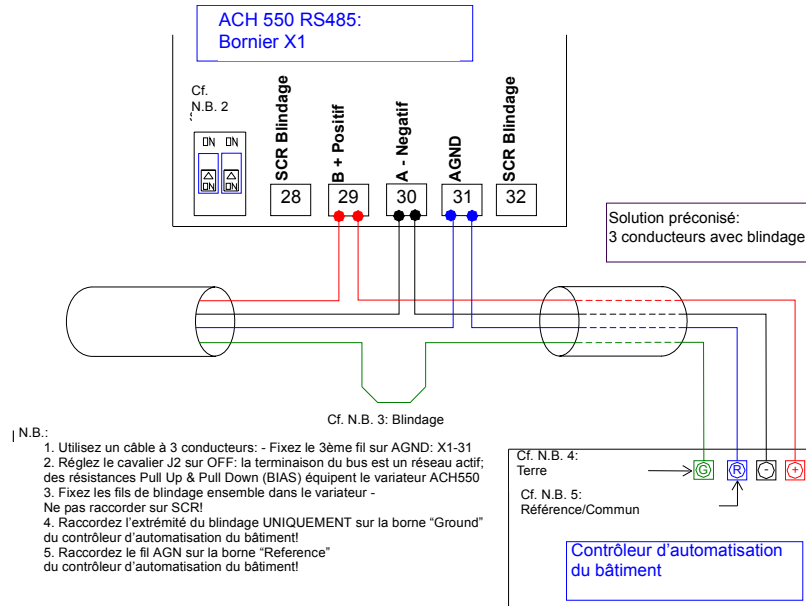 ACH 550 RS485:
Bornier X1
Cf.
N.B. 2
ON ON
ON ON
SCR Blindage
B + Positif
A - Negatif
AGND
SCR Blindage
28
29
30
31
32
Solution préconisé:
3 conducteurs avec blindage
Cf. N.B. 3: Blindage
N.B.:
1. Utilisez un câble à 3 conducteurs: - Fixez le 3ème fil sur AGND: X1-31
2. Réglez le cavalier J2 sur OFF: la terminaison du bus est un réseau actif;
des résistances Pull Up & Pull Down (BIAS) équipent le variateur ACH550
3. Fixez les fils de blindage ensemble dans le variateur -
Ne pas raccorder sur SCR!
4. Raccordez l'extrémité du blindage UNIQUEMENT sur la borne “Ground”
du contrôleur d'automatisation du bâtiment!
5. Raccordez le fil AGN sur la borne “Reference”
du contrôleur d'automatisation du bâtiment!
Cf. N.B. 4:
Terre
G R - +
Cf. N.B. 5:
Référence/Commun
Contrôleur d'automatisation
du bâtiment